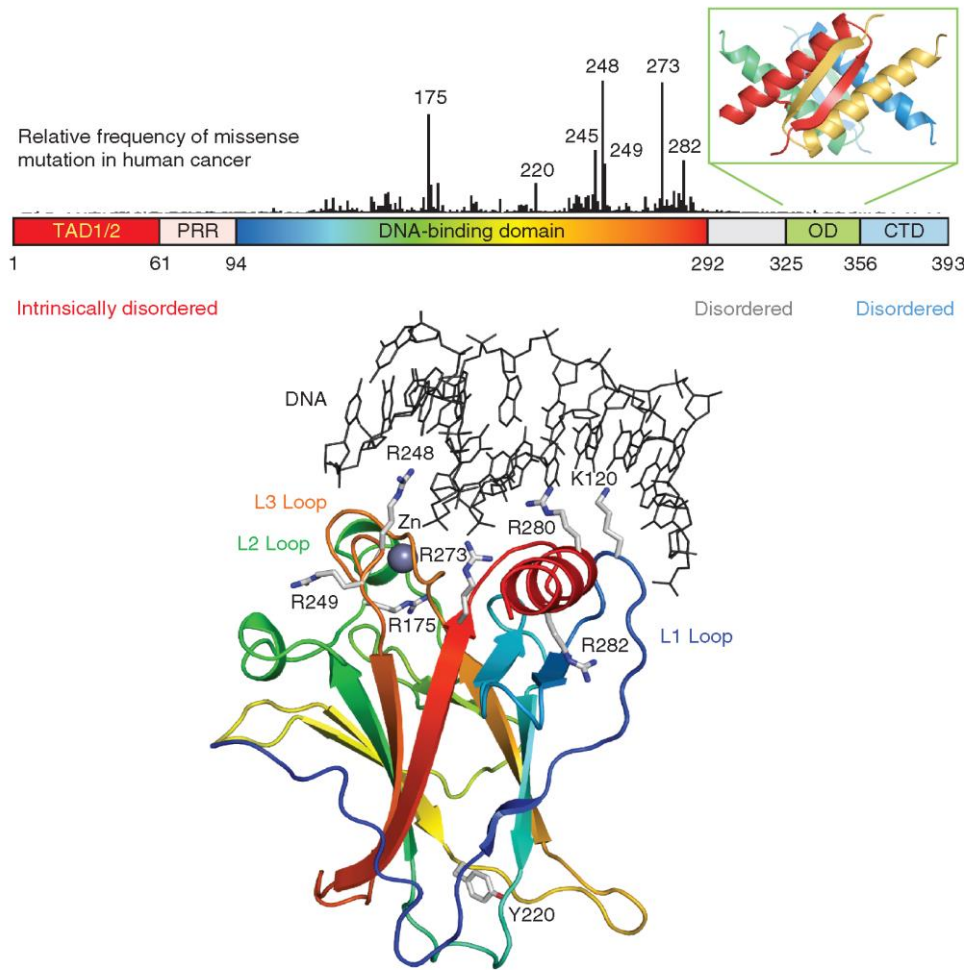 248
273
175
245
249
282
220
Relative frequency of missense
mutation in human cancer
TAD1/2
PRR
DNA-binding domain
OD
CTD
1
61
94
292
325
356
393
Intrinsically disordered
Disordered
Disordered
DNA
R248
K120
L3 Loop
Zn
R280
L2 Loop
R273
R249
R175
R282
L1 Loop
Y220